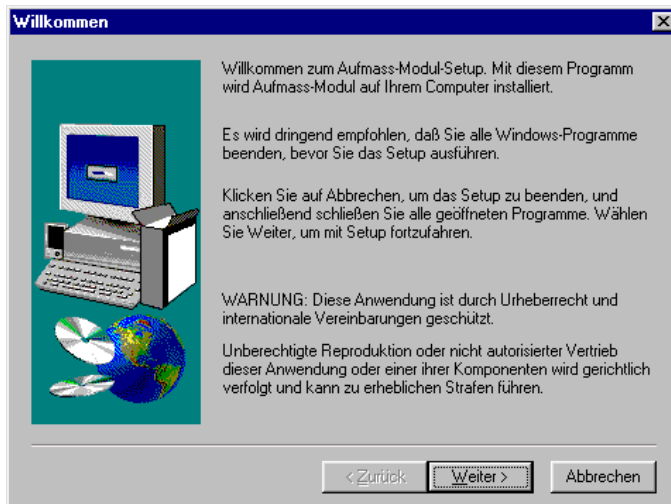 Willkommen
Willkommen zum Aufmass-Modul-Setup. Mit diesem Programm
wird Aufmass-Modul auf Ihrem Computer installiert.
Es wird dringend empfohlen, daß Sie alle Windows-Programme
beenden, bevor Sie das Setup ausführen.
Klicken Sie auf Abbrechen, um das Setup zu beenden, und
anschließend schließen Sie alle geöffneten Programme. Wählen
Sie Weiter, um mit Setup fortzufahren.
WARNUNG: Diese Anwendung ist durch Urheberrecht und
internationale Vereinbarungen geschützt.
Unberechtigte Reproduktion oder nicht autorisierter Vertrieb
dieser Anwendung oder einer ihrer Komponenten wird gerichtlich
verfolgt und kann zu erheblichen Strafen führen.
< Zurück Weiter > Abbrechen